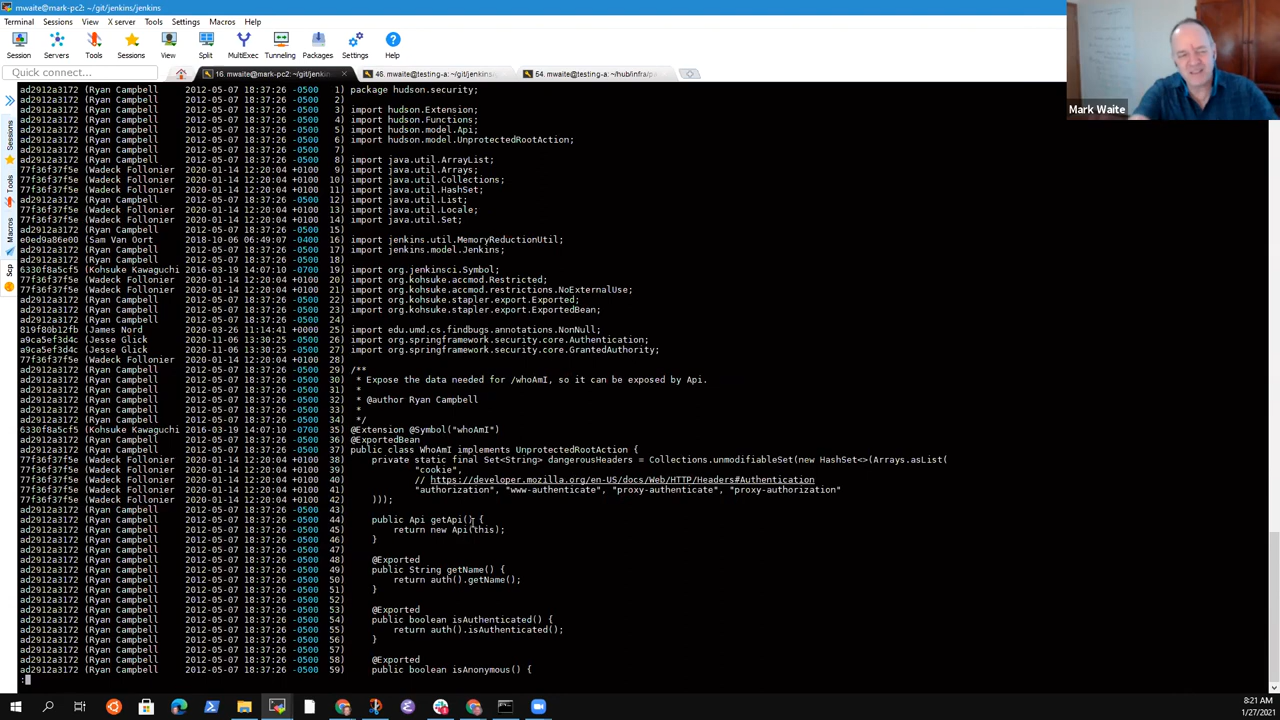 mwaite@mark-pc2: ~/git/jenkins/jenkins
Terminal Sessions View X server Tools Settings Macros Help
Session Servers Tools Sessions View Split MultiExec Tunneling Packages Settings Help
Quick connect...
16. mwaite@mark-pc2: ~/git/jenkin
48. mwaite@testing-a: ~/git/jenkins-
54. mwaite@testing-a: ~/hub/infra/p
Mark Waite
Sessions
Tools
Macros
Scp
ad2912a3172 (Ryan Campbell 2012-05-07 18:37:26 -0500 1) package hudson.security;
ad2912a3172 (Ryan Campbell 2012-05-07 18:37:26 -0500 2)
ad2912a3172 (Ryan Campbell 2012-05-07 18:37:26 -0500 3) import hudson.Extension;
ad2912a3172 (Ryan Campbell 2012-05-07 18:37:26 -0500 4) import hudson.Functions;
ad2912a3172 (Ryan Campbell 2012-05-07 18:37:26 -0500 5) import hudson.model.Api;
ad2912a3172 (Ryan Campbell 2012-05-07 18:37:26 -0500 6) import hudson.model.UnprotectedRootAction;
ad2912a3172 (Ryan Campbell 2012-05-07 18:37:26 -0500 7)
ad2912a3172 (Ryan Campbell 2012-05-07 18:37:26 -0500 8) import java.util.ArrayList;
77f36f37f5e (Wadeck Follonier 2020-01-14 12:20:04 +0100 9) import java.util.Arrays;
77f36f37f5e (Wadeck Follonier 2020-01-14 12:20:04 +0100 10) import java.util.Collections;
77f36f37f5e (Wadeck Follonier 2020-01-14 12:20:04 +0100 11) import java.util.HashSet;
ad2912a3172 (Ryan Campbell 2012-05-07 18:37:26 -0500 12) import java.util.List;
77f36f37f5e (Wadeck Follonier 2020-01-14 12:20:04 +0100 13) import java.util.Locale;
77f36f37f5e (Wadeck Follonier 2020-01-14 12:20:04 +0100 14) import java.util.Set;
ad2912a3172 (Ryan Campbell 2012-05-07 18:37:26 -0500 15)
e0ed9a86e00 (Sam Van Oort 2018-10-06 06:49:07 -0400 16) import jenkins.util.MemoryReductionUtil;
ad2912a3172 (Ryan Campbell 2012-05-07 18:37:26 -0500 17) import jenkins.model.Jenkins;
ad2912a3172 (Ryan Campbell 2012-05-07 18:37:26 -0500 18)
6330f8a5cf5 (Kohsuke Kawaguchi 2016-03-19 14:07:10 -0700 19) import org.jenkinsci.Symbol;
77f36f37f5e (Wadeck Follonier 2020-01-14 12:20:04 +0100 20) import org.kohsuke.accmod.Restricted;
77f36f37f5e (Wadeck Follonier 2020-01-14 12:20:04 +0100 21) import org.kohsuke.accmod.restrictions.NoExternalUse;
ad2912a3172 (Ryan Campbell 2012-05-07 18:37:26 -0500 22) import org.kohsuke.stapler.export.Exported;
ad2912a3172 (Ryan Campbell 2012-05-07 18:37:26 -0500 23) import org.kohsuke.stapler.export.ExportedBean;
ad2912a3172 (Ryan Campbell 2012-05-07 18:37:26 -0500 24)
819f80b12fb (James Nord 2020-03-26 11:14:41 +0000 25) import edu.umd.cs.findbugs.annotations.NonNull;
a9ca5ef3d4c (Jesse Glick 2020-11-06 13:30:25 -0500 26) import org.springframework.security.core.Authentication;
a9ca5ef3d4c (Jesse Glick 2020-11-06 13:30:25 -0500 27) import org.springframework.security.core.GrantedAuthority;
77f36f37f5e (Wadeck Follonier 2020-01-14 12:20:04 +0100 28)
ad2912a3172 (Ryan Campbell 2012-05-07 18:37:26 -0500 29) /**
ad2912a3172 (Ryan Campbell 2012-05-07 18:37:26 -0500 30) * Expose the data needed for /whoAmI, so it can be exposed by Api.
ad2912a3172 (Ryan Campbell 2012-05-07 18:37:26 -0500 31) *
ad2912a3172 (Ryan Campbell 2012-05-07 18:37:26 -0500 32) * @author Ryan Campbell
ad2912a3172 (Ryan Campbell 2012-05-07 18:37:26 -0500 33) *
ad2912a3172 (Ryan Campbell 2012-05-07 18:37:26 -0500 34) */
6330f8a5cf5 (Kohsuke Kawaguchi 2016-03-19 14:07:10 -0700 35) @Extension @Symbol("whoAmI")
ad2912a3172 (Ryan Campbell 2012-05-07 18:37:26 -0500 36) @ExportedBean
ad2912a3172 (Ryan Campbell 2012-05-07 18:37:26 -0500 37) public class WhoAmI implements UnprotectedRootAction {
77f36f37f5e (Wadeck Follonier 2020-01-14 12:20:04 +0100 38) private static final Set<String> dangerousHeaders = Collections.unmodifiableSet(new HashSet<>(Arrays.asList(
77f36f37f5e (Wadeck Follonier 2020-01-14 12:20:04 +0100 39) "cookie",
77f36f37f5e (Wadeck Follonier 2020-01-14 12:20:04 +0100 40) // https://developer.mozilla.org/en-US/docs/Web/HTTP/Headers#Authentication
77f36f37f5e (Wadeck Follonier 2020-01-14 12:20:04 +0100 41) "authorization", "www-authenticate", "proxy-authenticate", "proxy-authorization"
77f36f37f5e (Wadeck Follonier 2020-01-14 12:20:04 +0100 42) )));
ad2912a3172 (Ryan Campbell 2012-05-07 18:37:26 -0500 43)
ad2912a3172 (Ryan Campbell 2012-05-07 18:37:26 -0500 44) public Api getApi() {
ad2912a3172 (Ryan Campbell 2012-05-07 18:37:26 -0500 45) return new Api(this);
ad2912a3172 (Ryan Campbell 2012-05-07 18:37:26 -0500 46) }
ad2912a3172 (Ryan Campbell 2012-05-07 18:37:26 -0500 47)
ad2912a3172 (Ryan Campbell 2012-05-07 18:37:26 -0500 48) @Exported
ad2912a3172 (Ryan Campbell 2012-05-07 18:37:26 -0500 49) public String getName() {
ad2912a3172 (Ryan Campbell 2012-05-07 18:37:26 -0500 50) return auth().getName();
ad2912a3172 (Ryan Campbell 2012-05-07 18:37:26 -0500 51) }
ad2912a3172 (Ryan Campbell 2012-05-07 18:37:26 -0500 52)
ad2912a3172 (Ryan Campbell 2012-05-07 18:37:26 -0500 53) @Exported
ad2912a3172 (Ryan Campbell 2012-05-07 18:37:26 -0500 54) public boolean isAuthenticated() {
ad2912a3172 (Ryan Campbell 2012-05-07 18:37:26 -0500 55) return auth().isAuthenticated();
ad2912a3172 (Ryan Campbell 2012-05-07 18:37:26 -0500 56) }
ad2912a3172 (Ryan Campbell 2012-05-07 18:37:26 -0500 57)
ad2912a3172 (Ryan Campbell 2012-05-07 18:37:26 -0500 58) @Exported
ad2912a3172 (Ryan Campbell 2012-05-07 18:37:26 -0500 59) public boolean isAnonymous() {
:
8:21 AM
1/27/2021